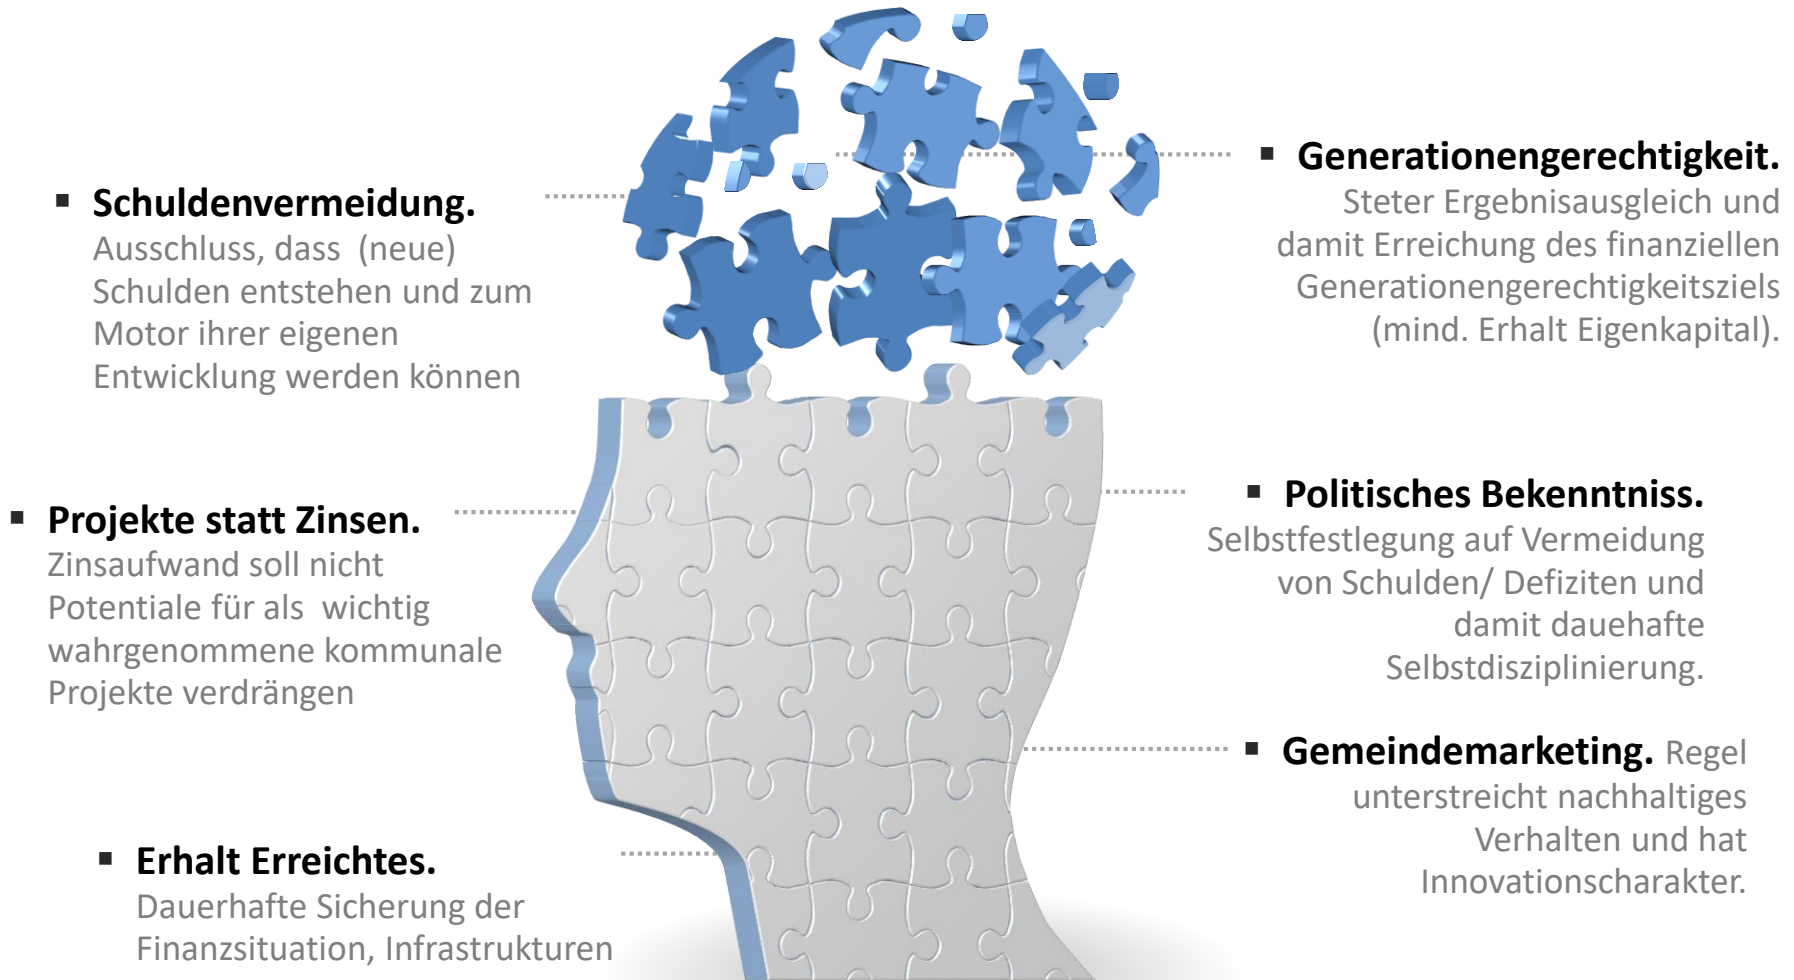 ▪ Schuldenvermeidung.
Ausschluss, dass (neue)
Schulden entstehen und zum
Motor ihrer eigenen
Entwicklung werden können
▪ Projekte statt Zinsen.
Zinsaufwand soll nicht
Potentiale für als wichtig
wahrgenommene kommunale
Projekte verdrängen
▪ Erhalt Erreichtes.
Dauerhafte Sicherung der
Finanzsituation, Infrastrukturen
▪ Generationengerechtigkeit.
Steter Ergebnisausgleich und
damit Erreichung des finanziellen
Generationengerechtigkeitsziels
(mind. Erhalt Eigenkapital).
▪ Politisches Bekenntniss.
Selbstfestlegung auf Vermeidung
von Schulden/ Defiziten und
damit dauehafte
Selbstdisziplinierung.
▪ Gemeindemarketing. Regel
unterstreicht nachhaltiges
Verhalten und hat
Innovationscharakter.